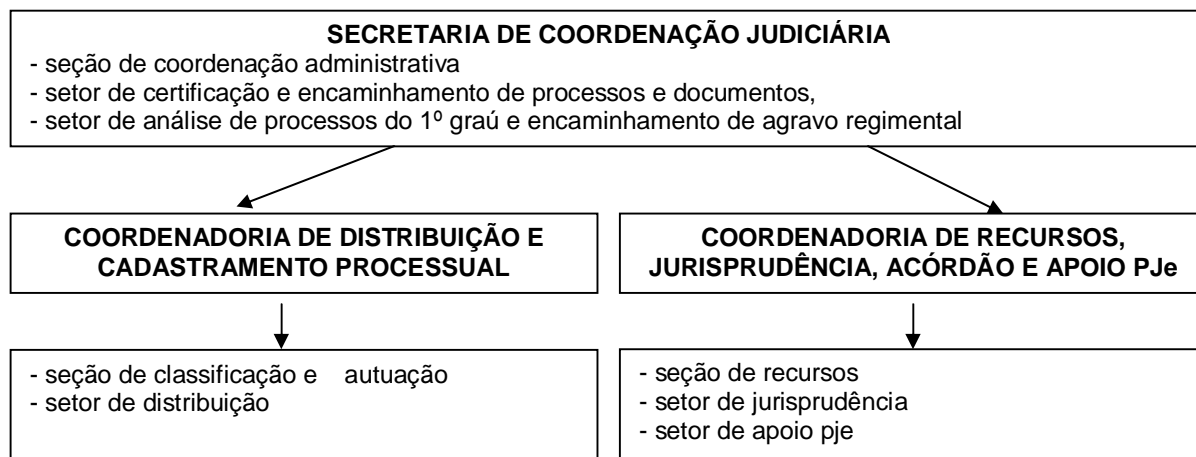 SECRETARIA DE COORDENAÇÃO JUDICIÁRIA
- seção de coordenação administrativa
- setor de certificação e encaminhamento de processos e documentos,
- setor de análise de processos do 1º graú e encaminhamento de agravo regimental
COORDENADORIA DE DISTRIBUIÇÃO E
CADASTRAMENTO PROCESSUAL
COORDENADORIA DE RECURSOS,
JURISPRUDÊNCIA, ACÓRDÃO E APOIO PJe
- seção de classificação e autuação
- setor de distribuição
- seção de recursos
- setor de jurisprudência
- setor de apoio pje